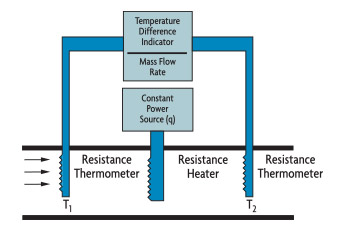 Temperature
Difference
Indicator
Mass Flow
Rate
Constant
Power
Source (q)
Resistance
Thermometer
Resistance
Heater
Resistance
Thermometer
T1
T2